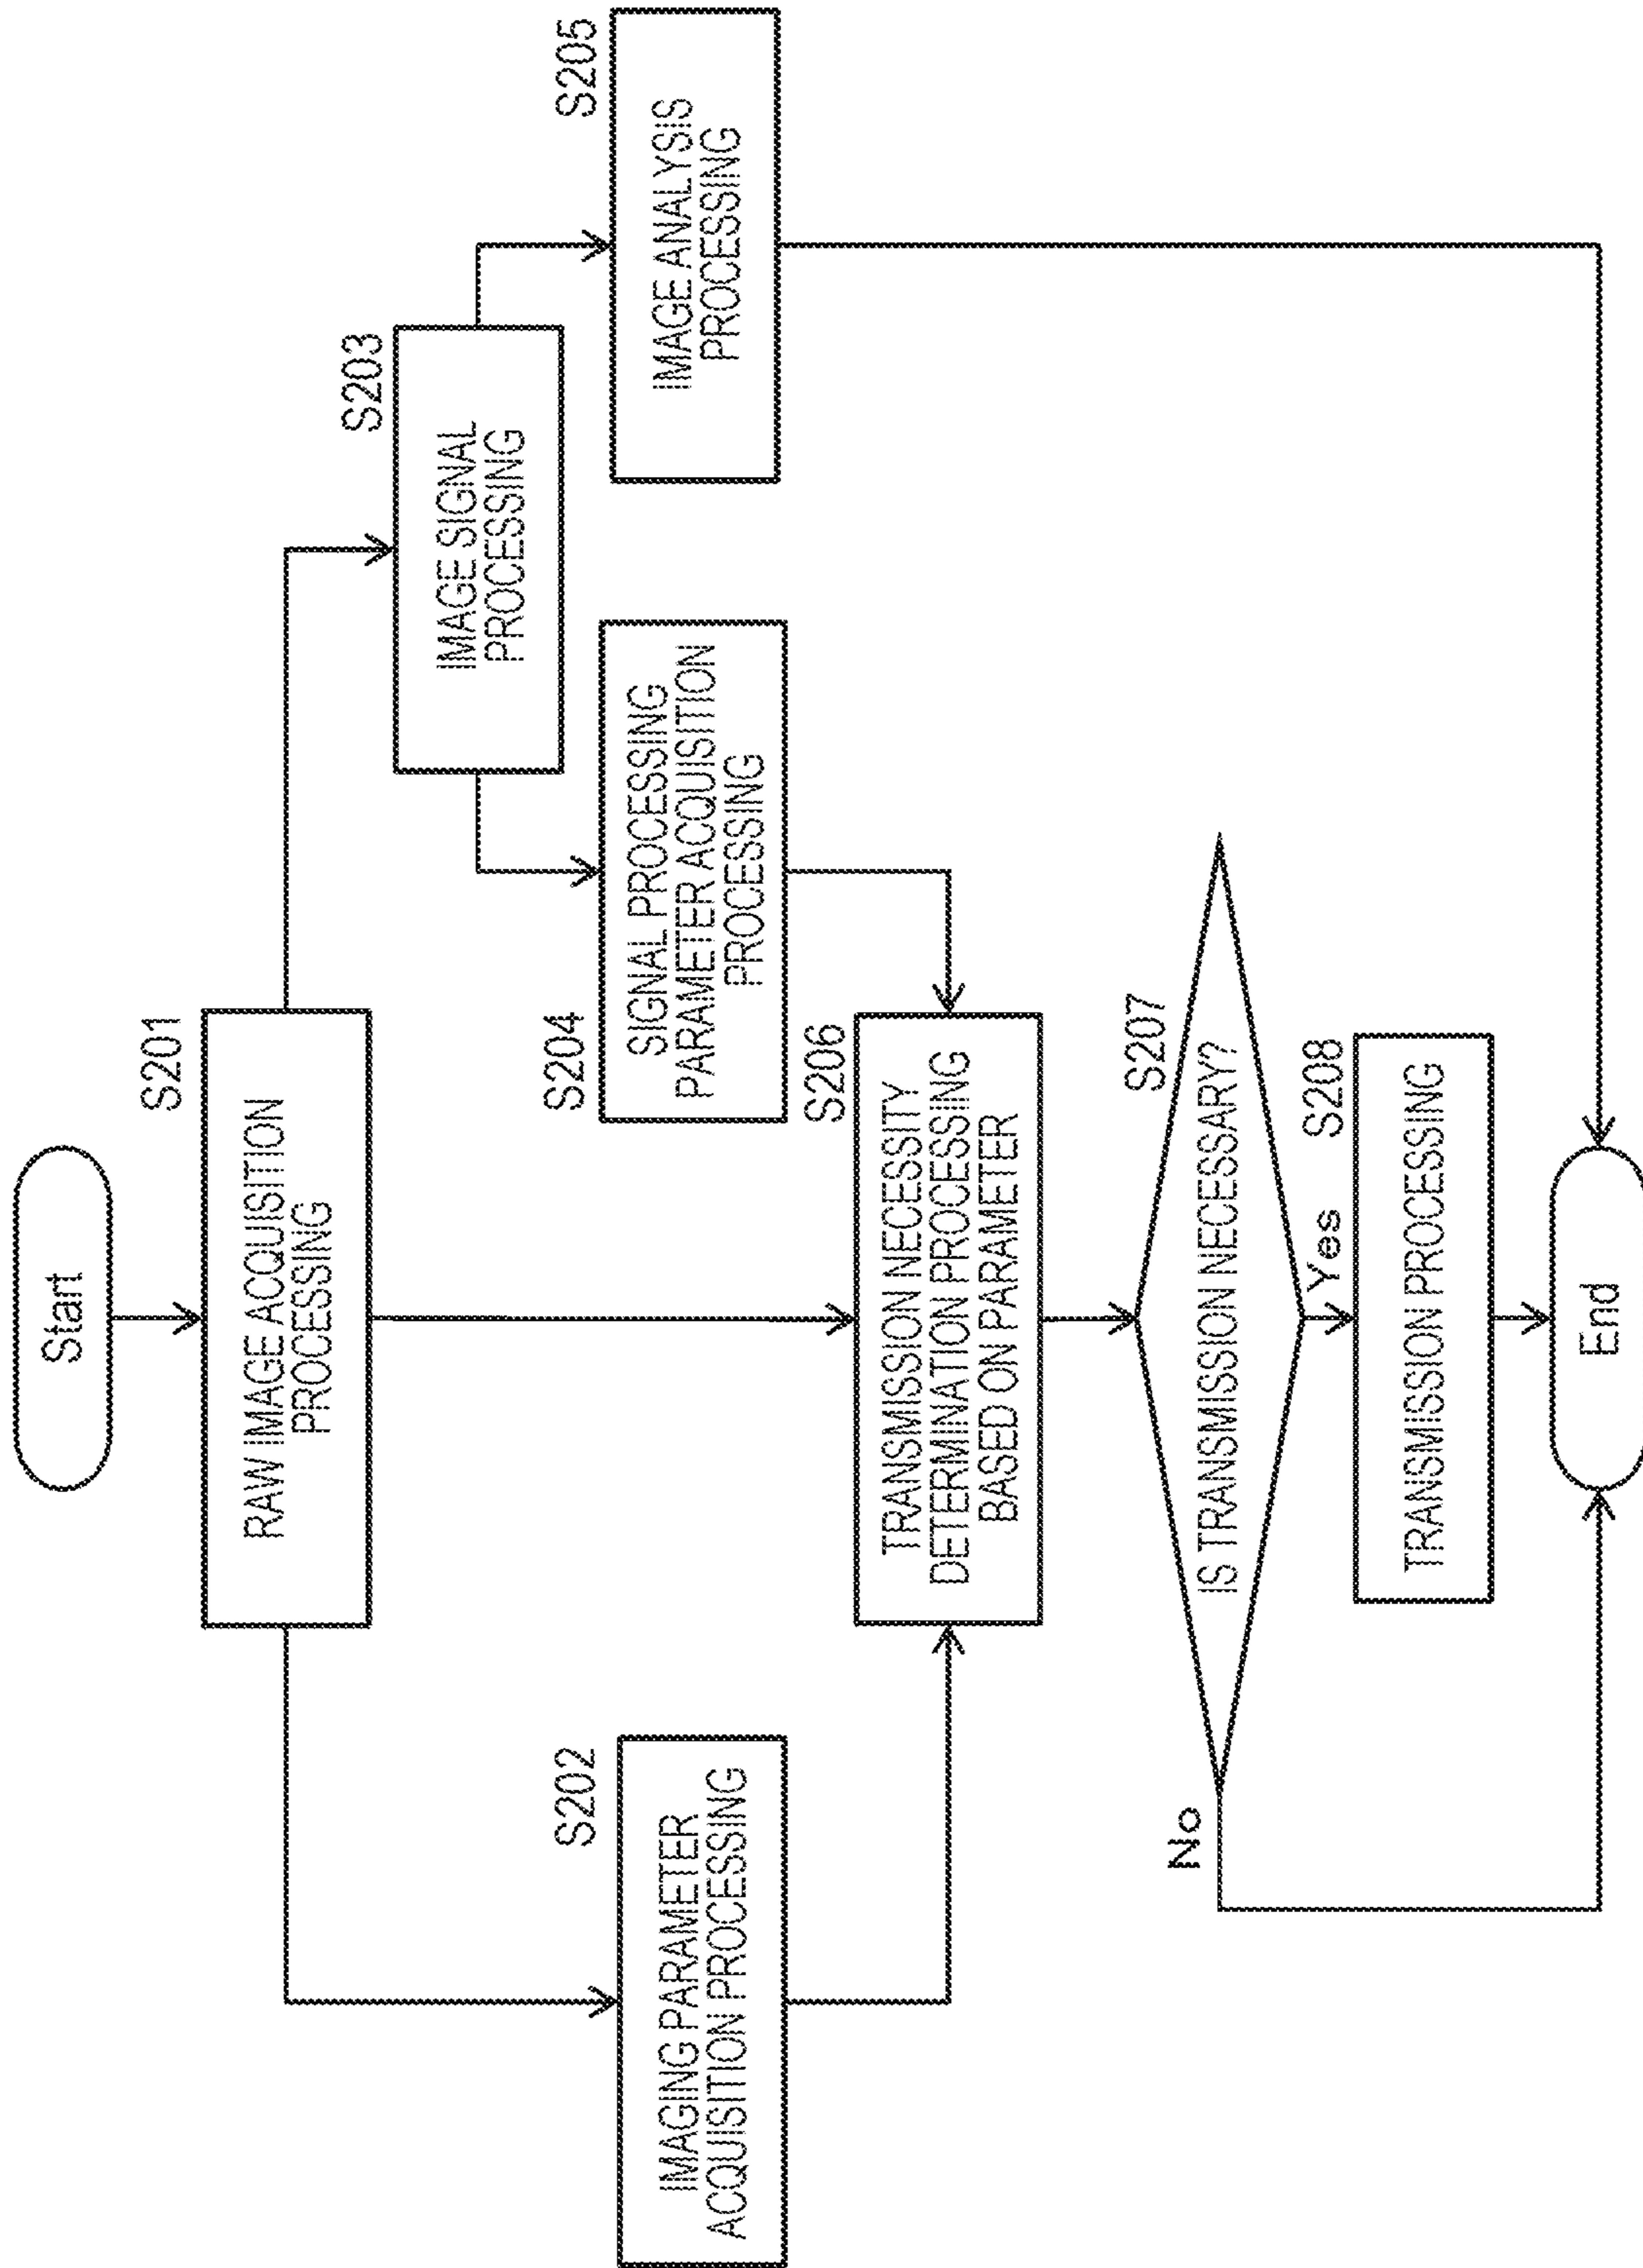 Start
S201
RAW IMAGE ACQUISITION
PROCESSING
S202
IMAGING PARAMETER
ACQUISITION PROCESSING
S203
IMAGE SIGNAL
PROCESSING
S204
SIGNAL PROCESSING
PARAMETER ACQUISITION
PROCESSING
S205
IMAGE ANALYSIS
PROCESSING
S206
TRANSMISSION NECESSITY
DETERMINATION PROCESSING
BASED ON PARAMETER
S207
IS TRANSMISSION NECESSARY?
No
Yes
S208
TRANSMISSION PROCESSING
End